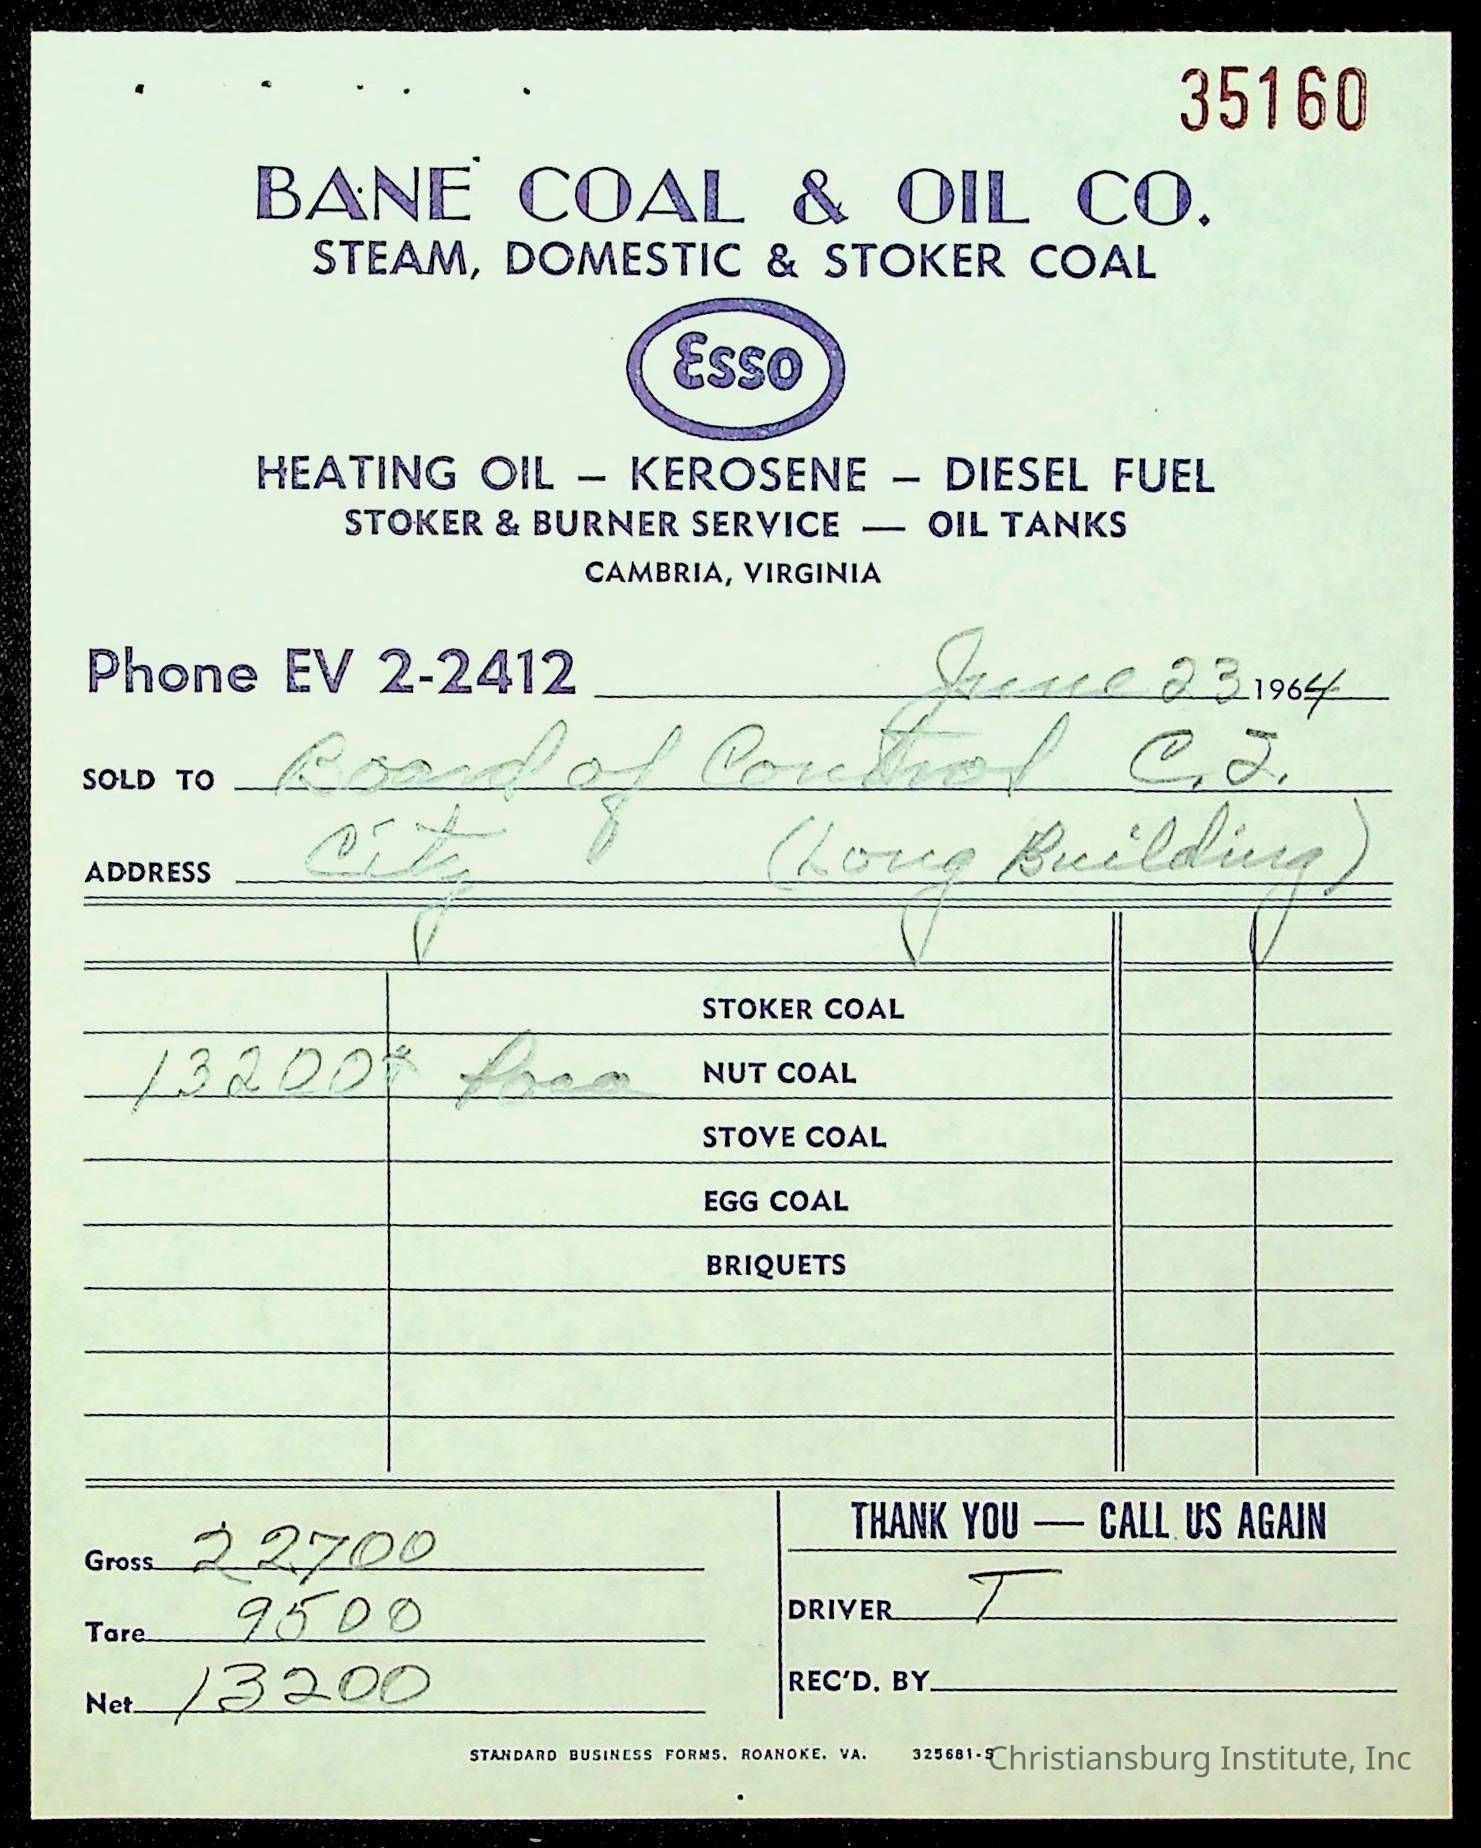 35160
BANE COAL & OIL CO.
STEAM, DOMESTIC & STOKER COAL
Esso
HEATING OIL – KEROSENE – DIESEL FUEL
STOKER & BURNER SERVICE — OIL TANKS
CAMBRIA, VIRGINIA
Phone EV 2-2412 June 23 1964
SOLD TO Board of Control C.I.
ADDRESS City (Long Building)
STOKER COAL
13200# Poca NUT COAL
STOVE COAL
EGG COAL
BRIQUETS
THANK YOU — CALL US AGAIN
Gross 22700
Tare 9500
Net 13200
DRIVER T
REC'D. BY
STANDARD BUSINESS FORMS, ROANOKE, VA. 325681-S
Christiansburg Institute, Inc